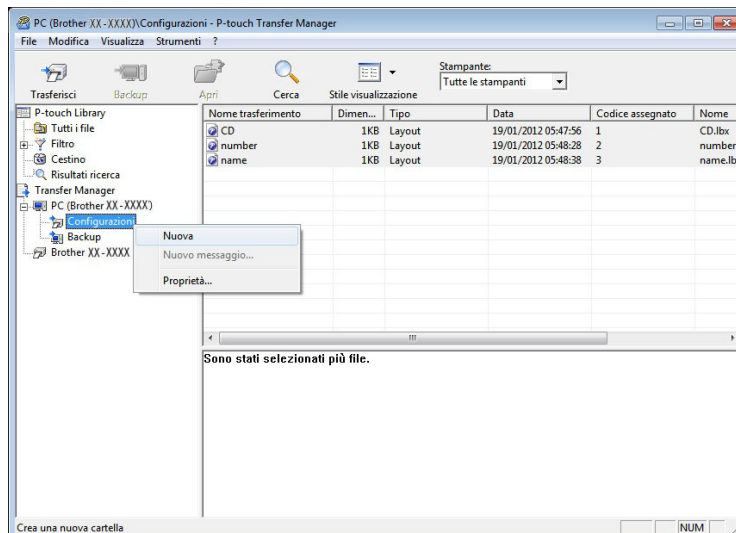 PC (Brother XX-XXXX)\Configurazioni - P-touch Transfer Manager
File Modifica Visualizza Strumenti ?
Trasferisci Backup Apri Cerca Stile visualizzazione
Stampante:
Tutte le stampanti
P-touch Library
Tutti i file
Filtro
Cestino
Risultati ricerca
Transfer Manager
PC (Brother XX-XXXX)
Configurazioni
Backup
Brother XX-XXXX
Nuova
Nuovo messaggio...
Proprietà...
Nome trasferimento Dimen... Tipo Data Codice assegnato Nome
CD 1KB Layout 19/01/2012 05:47:56 1 CD.lbx
number 1KB Layout 19/01/2012 05:48:28 2 number
name 1KB Layout 19/01/2012 05:48:38 3 name.lb
Sono stati selezionati più file.
Crea una nuova cartella NUM